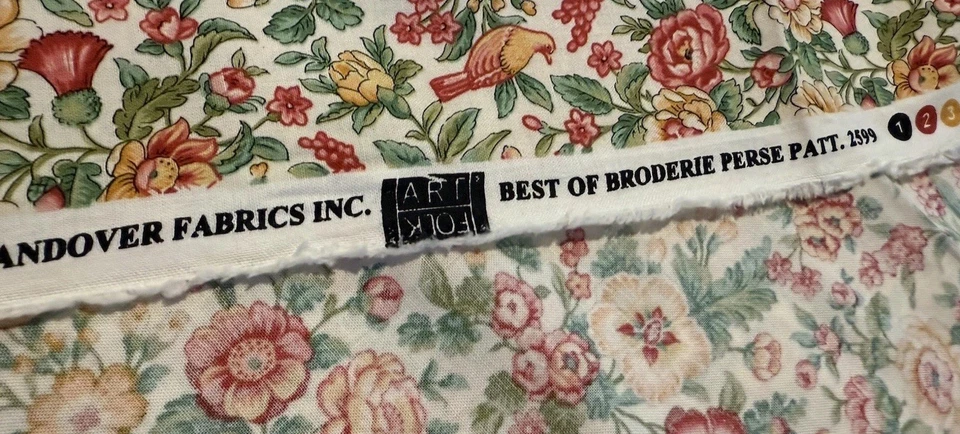 ANDOVER FABRICS INC. ART FOLK BEST OF BRODERIE PERSE PATT. 2599 1 2 3